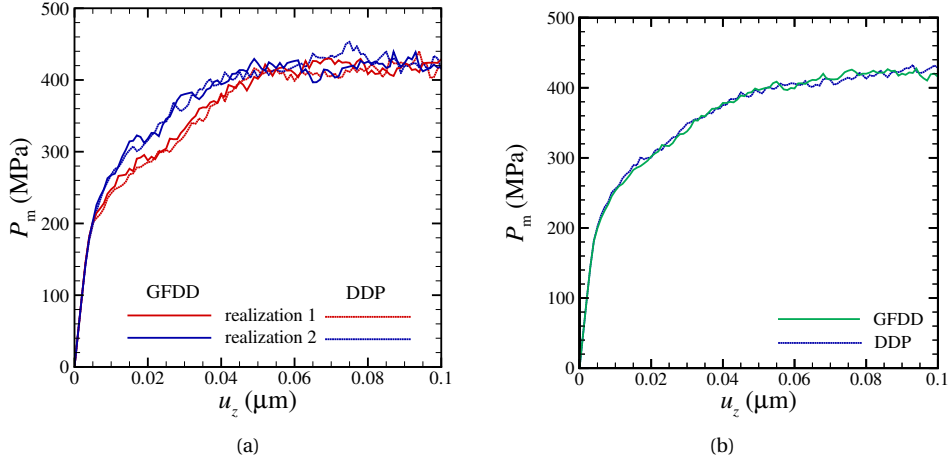 500
400
300
200
100
0
P_m (MPa)
GFDD DDP
realization 1
realization 2
0 0.02 0.04 0.06 0.08 0.1
u_z (μm)
(a)
500
400
300
200
100
0
P_m (MPa)
GFDD
DDP
0 0.02 0.04 0.06 0.08 0.1
u_z (μm)
(b)